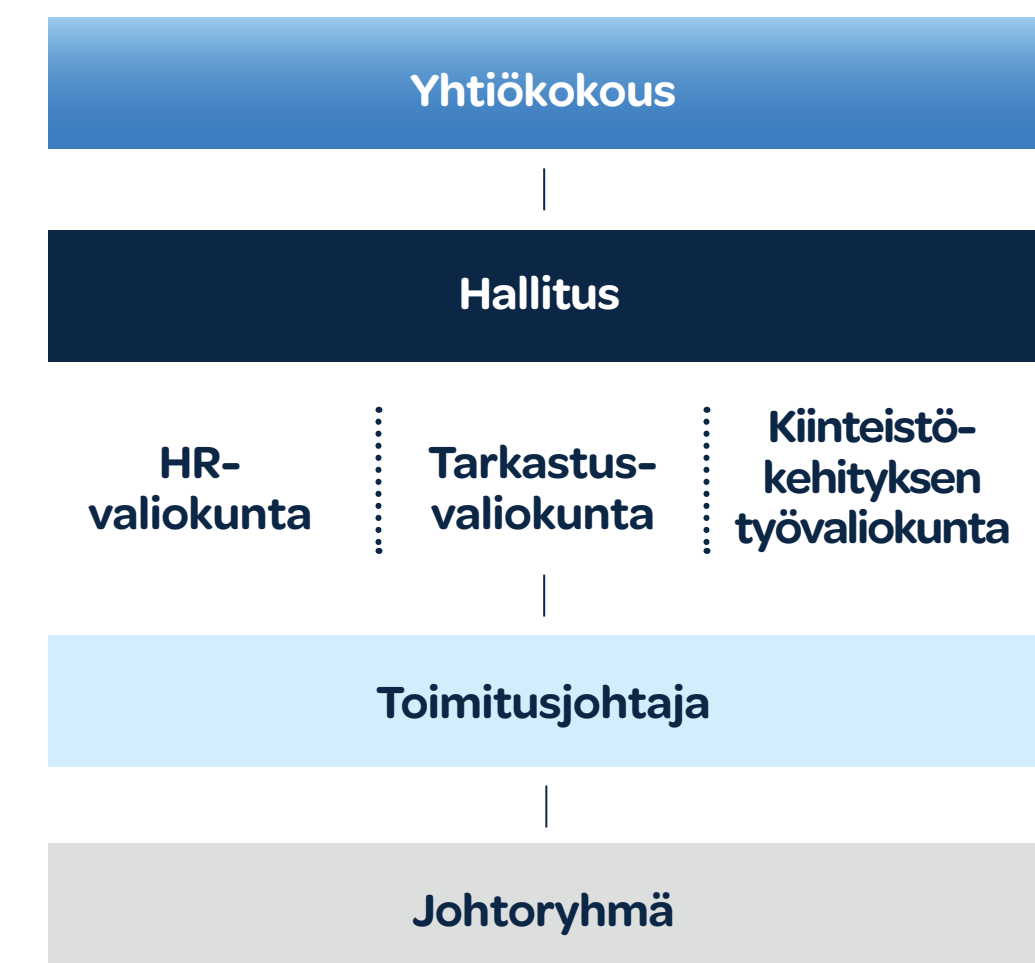 Yhtiökokous
Hallitus
HR-
valiokunta
Tarkastus-
valiokunta
Kiinteistö-
kehityksen
työvaliokunta
Toimitusjohtaja
Johtoryhmä